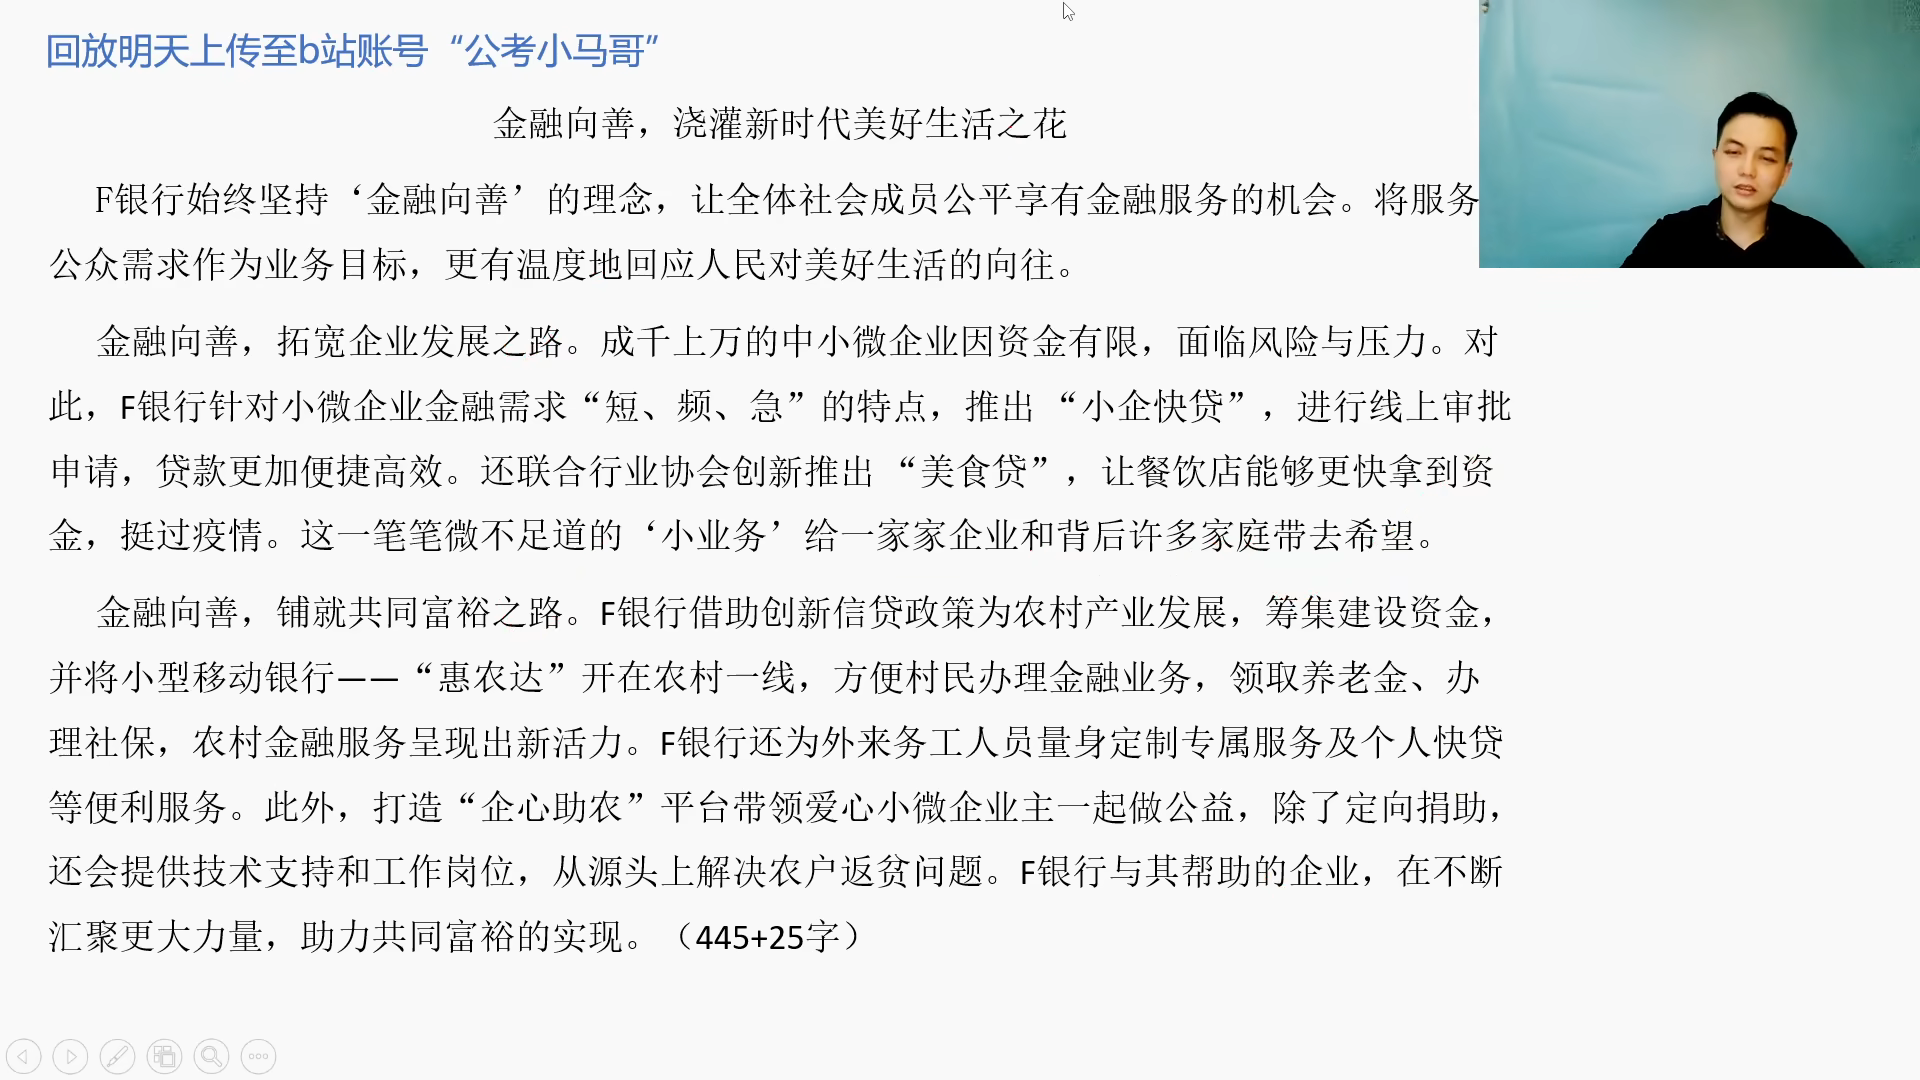 回放明天上传至b站账号“公考小马哥”
金融向善，浇灌新时代美好生活之花
F银行始终坚持‘金融向善’的理念，让全体社会成员公平享有金融服务的机会。将服务
公众需求作为业务目标，更有温度地回应人民对美好生活的向往。
金融向善，拓宽企业发展之路。成千上万的中小微企业因资金有限，面临风险与压力。对
此，F银行针对小微企业金融需求“短、频、急”的特点，推出 “小企快贷”，进行线上审批
申请，贷款更加便捷高效。还联合行业协会创新推出 “美食贷”，让餐饮店能够更快拿到资
金，挺过疫情。这一笔笔微不足道的‘小业务’给一家家企业和背后许多家庭带去希望。
金融向善，铺就共同富裕之路。F银行借助创新信贷政策为农村产业发展，筹集建设资金，
并将小型移动银行——“惠农达”开在农村一线，方便村民办理金融业务，领取养老金、办
理社保，农村金融服务呈现出新活力。F银行还为外来务工人员量身定制专属服务及个人快贷
等便利服务。此外，打造“企心助农”平台带领爱心小微企业主一起做公益，除了定向捐助，
还会提供技术支持和工作岗位，从源头上解决农户返贫问题。F银行与其帮助的企业，在不断
汇聚更大力量，助力共同富裕的实现。（445+25字）